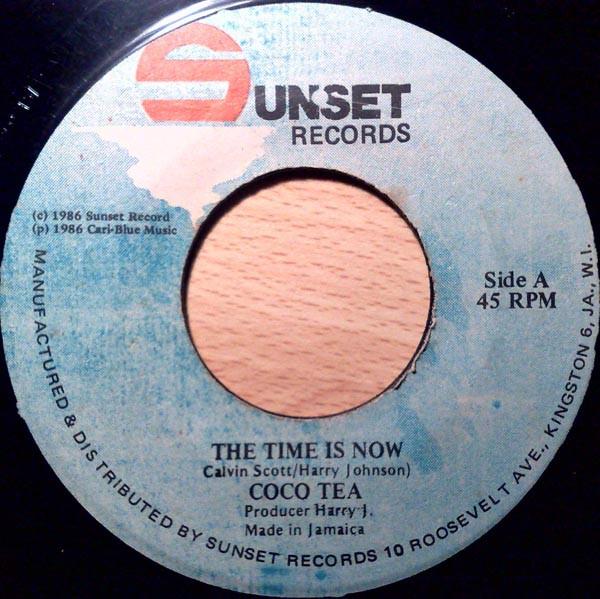 SUNSET
RECORDS
(c) 1986 Sunset Record
(p) 1986 Cari-Blue Music
Side A
45 RPM
THE TIME IS NOW
Calvin Scott/Harry Johnson)
COCO TEA
Producer Harry J.
Made in Jamaica
MANUFACTURED & DISTRIBUTED BY SUNSET RECORDS 10 ROOSEVELT AVE., KINGSTON 6, JA., W.I.